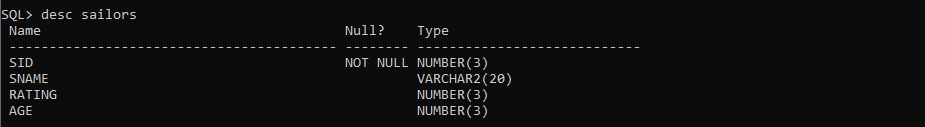 SQL> desc sailors
Name Null? Type
----------------------------------------- -------- ----------------------------
SID NOT NULL NUMBER(3)
SNAME VARCHAR2(20)
RATING NUMBER(3)
AGE NUMBER(3)